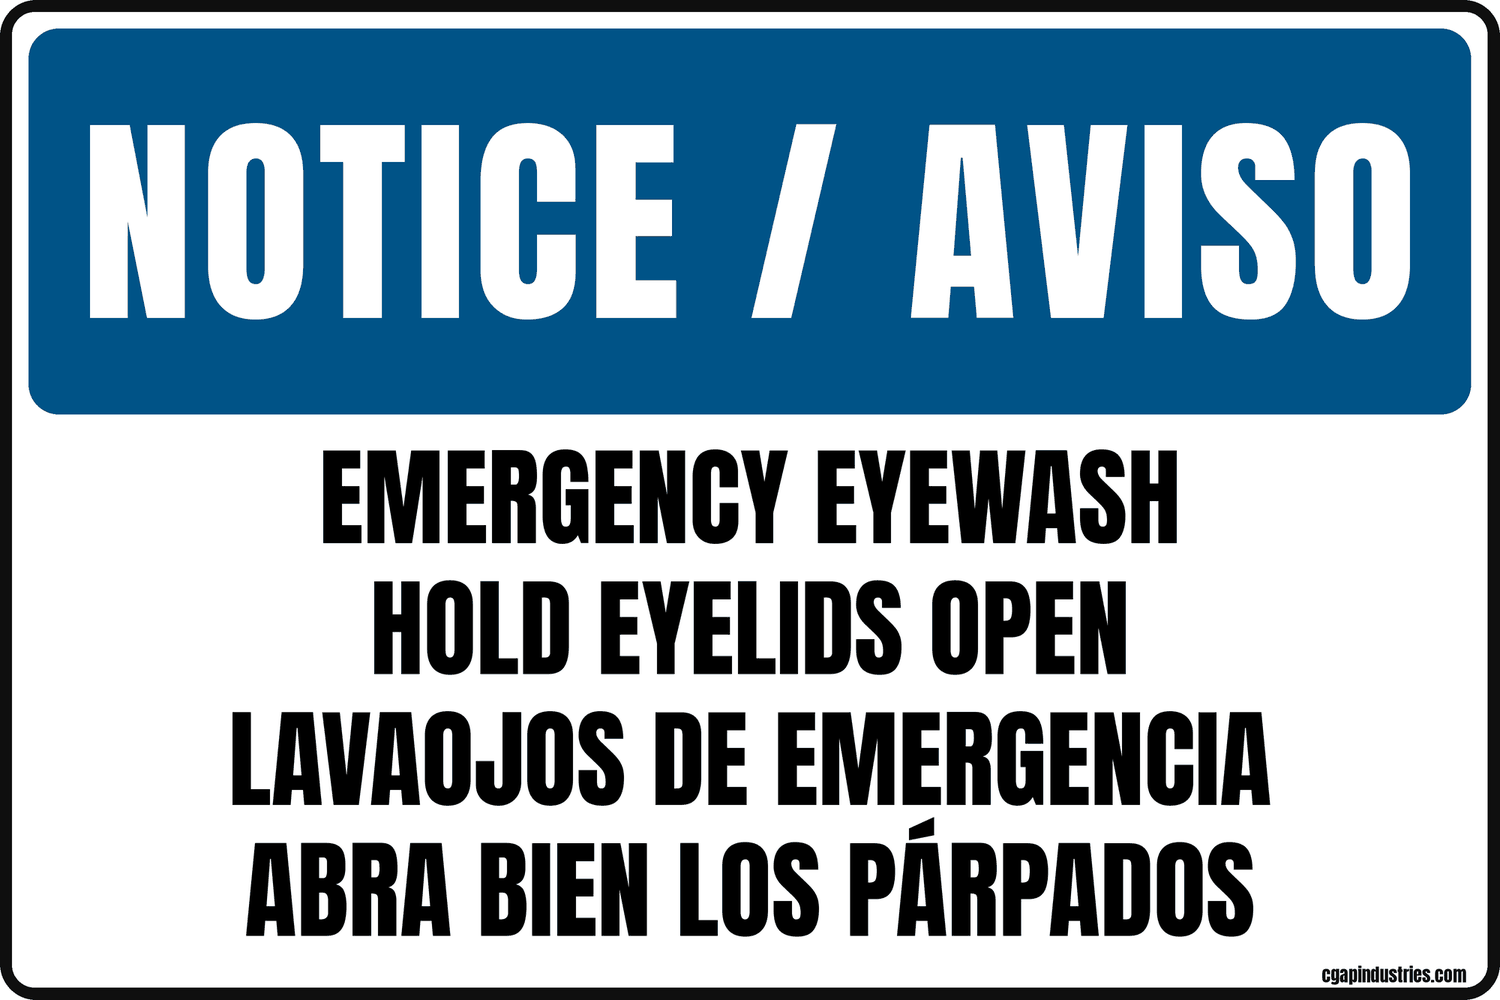 NOTICE / AVISO
EMERGENCY EYEWASH
HOLD EYELIDS OPEN
LAVAOJOS DE EMERGENCIA
ABRA BIEN LOS PÁRPADOS
cgapindustries.com